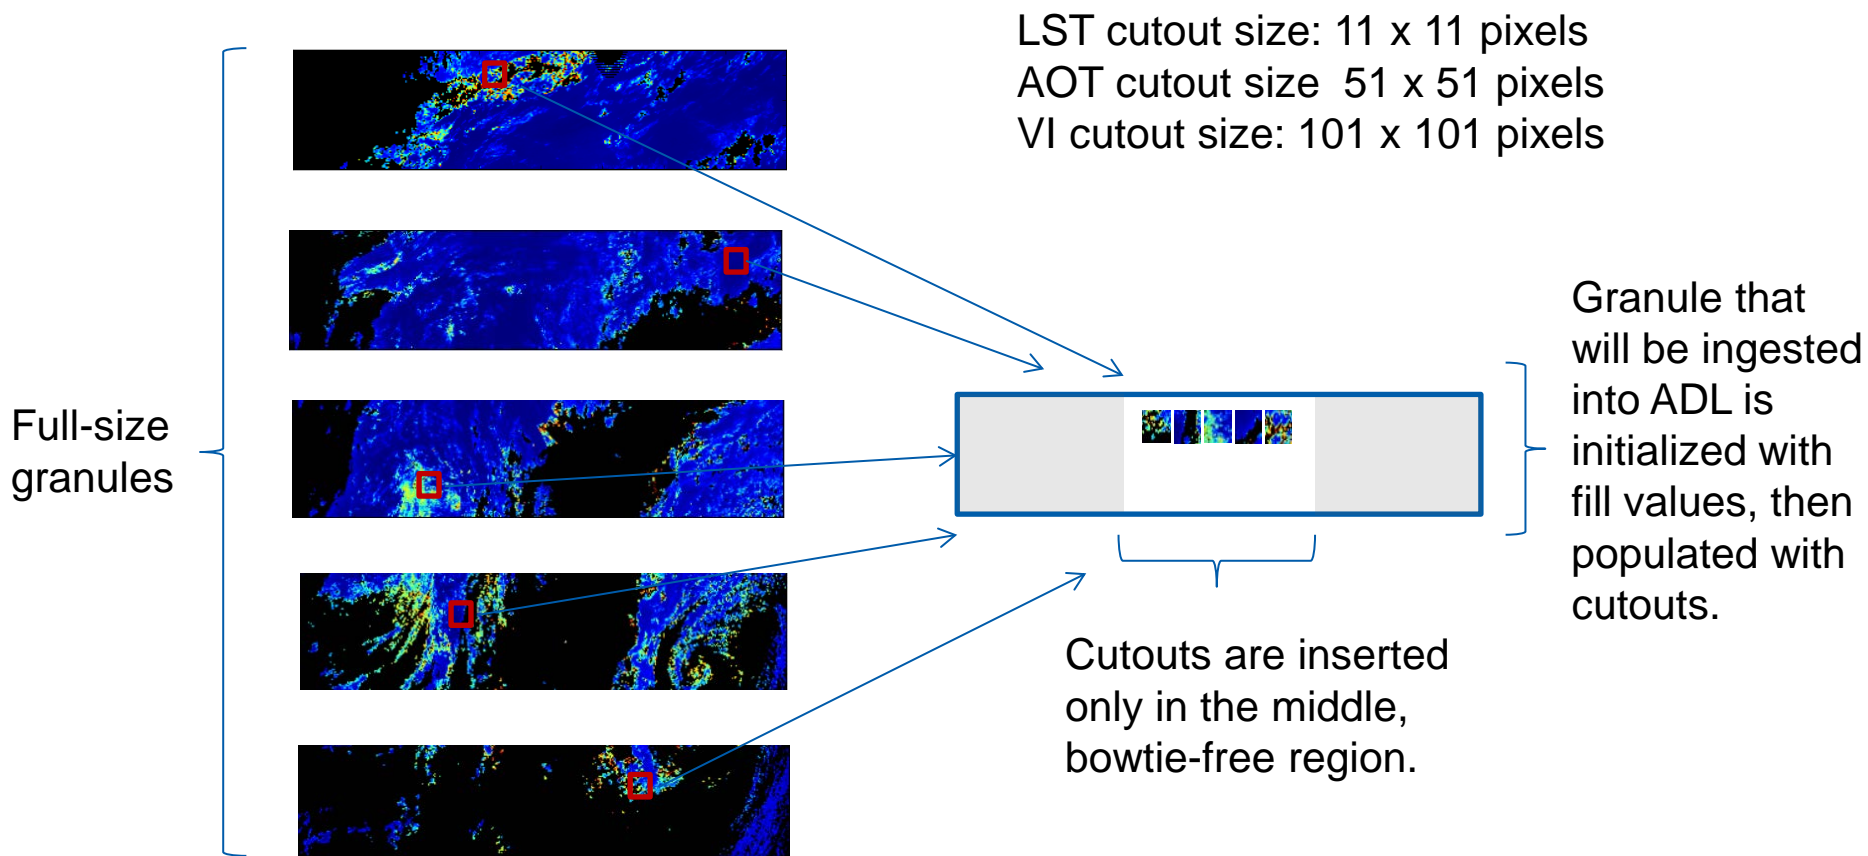 LST cutout size: 11 x 11 pixels
AOT cutout size 51 x 51 pixels
VI cutout size: 101 x 101 pixels
Full-size
granules
Granule that
will be ingested
into ADL is
initialized with
fill values, then
populated with
cutouts.
Cutouts are inserted
only in the middle,
bowtie-free region.